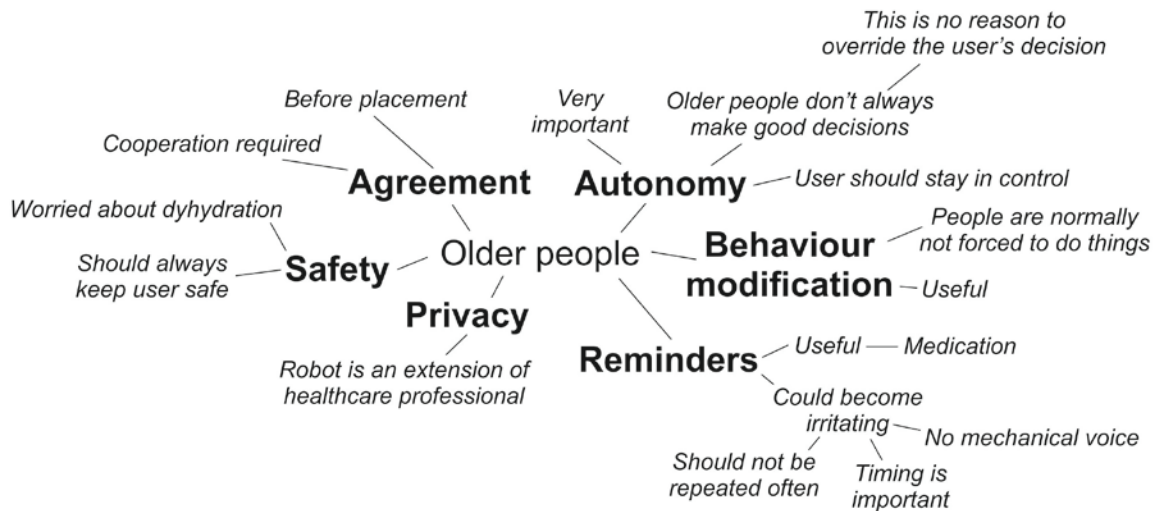 This is no reason to
override the user's decision
Before placement
Very
important
Older people don't always
make good decisions
Cooperation required
Agreement
Autonomy
User should stay in control
Worried about dyhydration
People are normally
not forced to do things
Should always
keep user safe
Safety
Older people
Behaviour
modification
Useful
Privacy
Robot is an extension of
healthcare professional
Reminders
Useful
Medication
Could become
irritating
No mechanical voice
Should not be
repeated often
Timing is
important